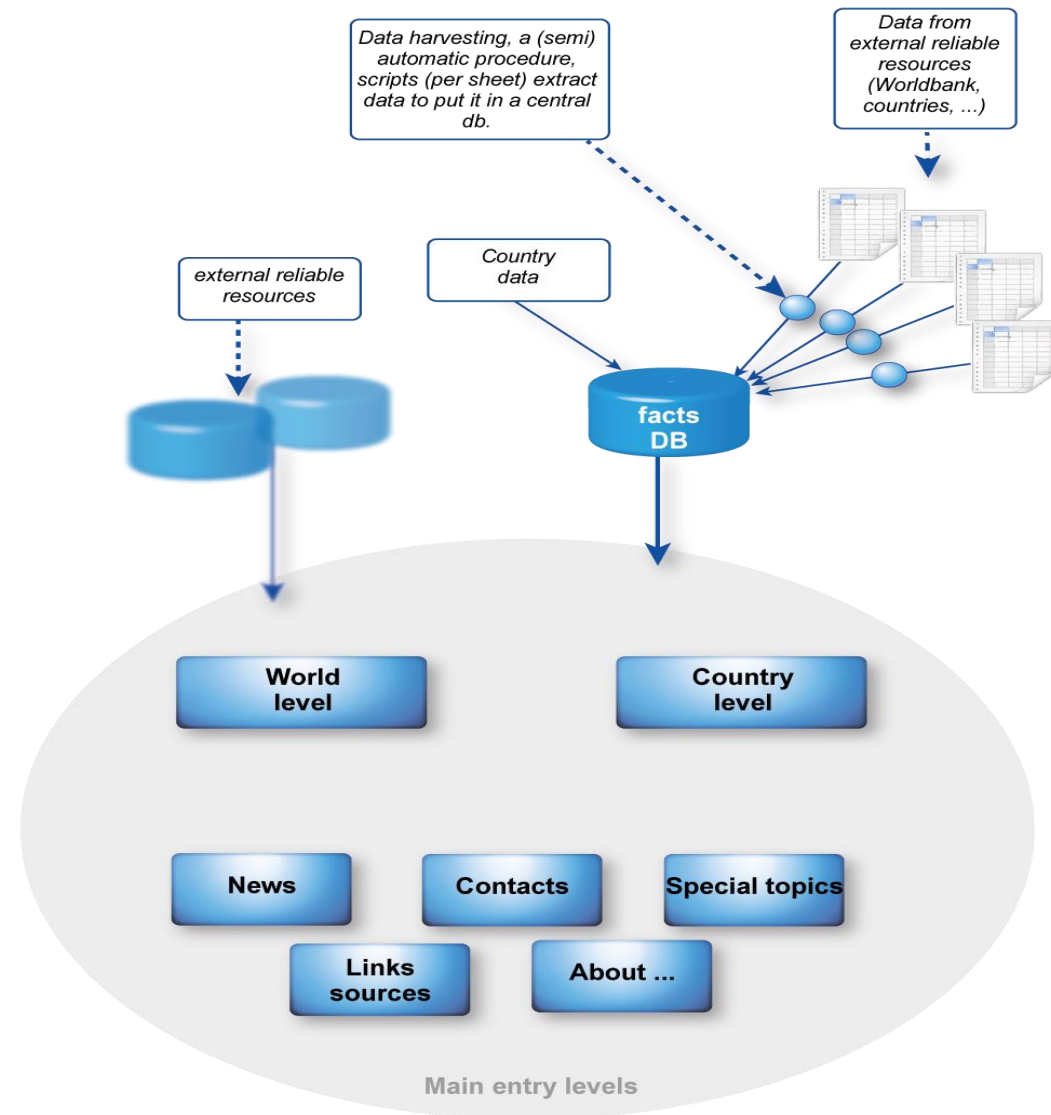 Data harvesting, a (semi)
automatic procedure,
scripts (per sheet) extract
data to put it in a central
db.
Data from
external reliable
resources
(Worldbank,
countries, ...)
Country
data
external reliable
resources
facts
DB
World
level
Country
level
News
Contacts
Special topics
Links
sources
About ...
Main entry levels